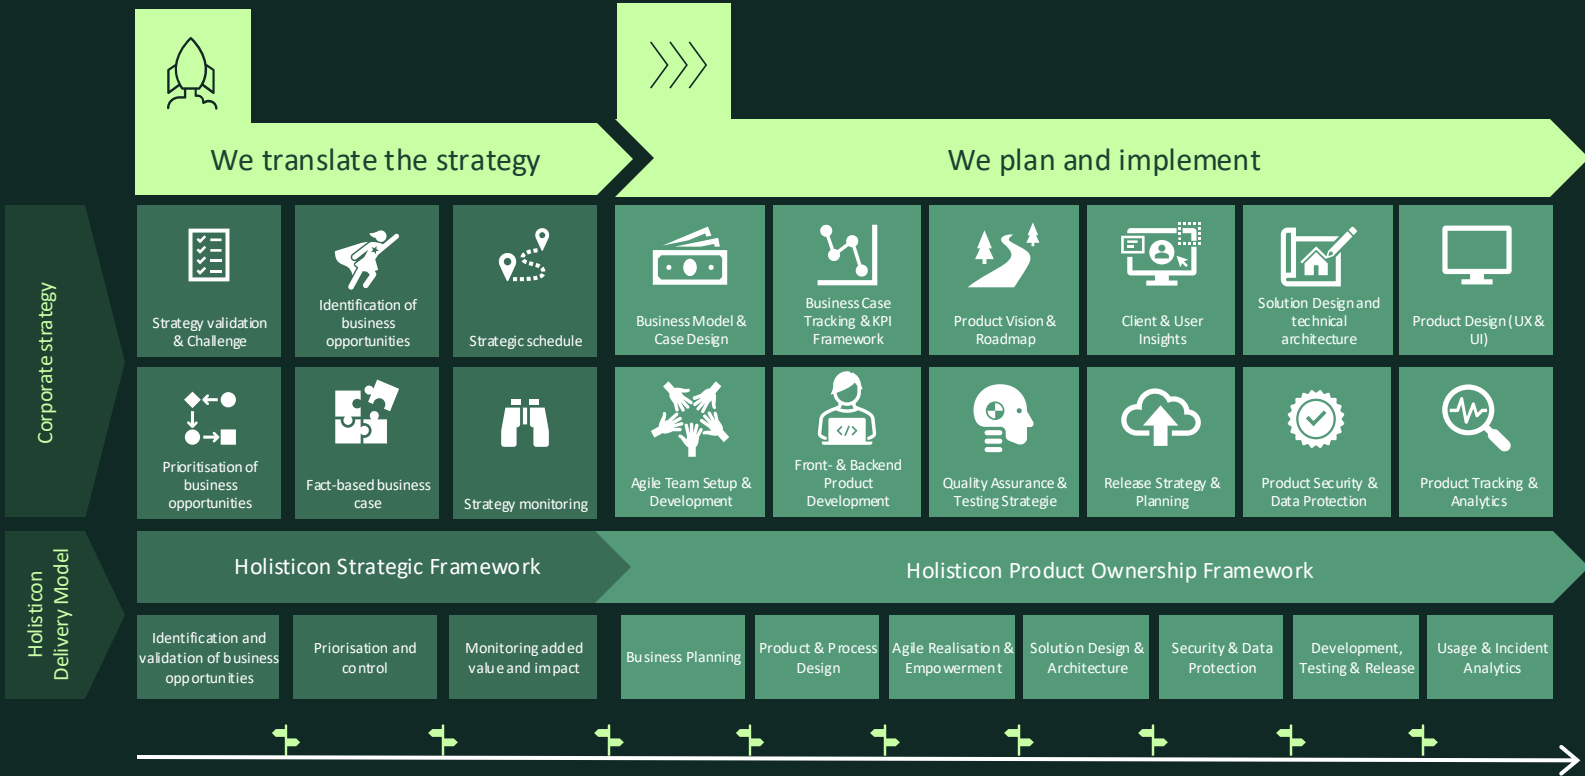 We translate the strategy
We plan and implement
Corporate strategy
Strategy validation
& Challenge
Identification of
business
opportunities
Strategic schedule
Business Model &
Case Design
Business Case
Tracking & KPI
Framework
Product Vision &
Roadmap
Client & User
Insights
Solution Design and
technical
architecture
Product Design (UX &
UI)
Prioritisation of
business
opportunities
Fact-based business
case
Strategy monitoring
Agile Team Setup &
Development
</>
Front- & Backend
Product
Development
Quality Assurance &
Testing Strategie
Release Strategy &
Planning
Product Security &
Data Protection
Product Tracking &
Analytics
Holisticon
Delivery Model
Holisticon Strategic Framework
Holisticon Product Ownership Framework
Identification and
validation of business
opportunities
Priorisation and
control
Monitoring added
value and impact
Business Planning
Product & Process
Design
Agile Realisation &
Empowerment
Solution Design &
Architecture
Security & Data
Protection
Development,
Testing & Release
Usage & Incident
Analytics